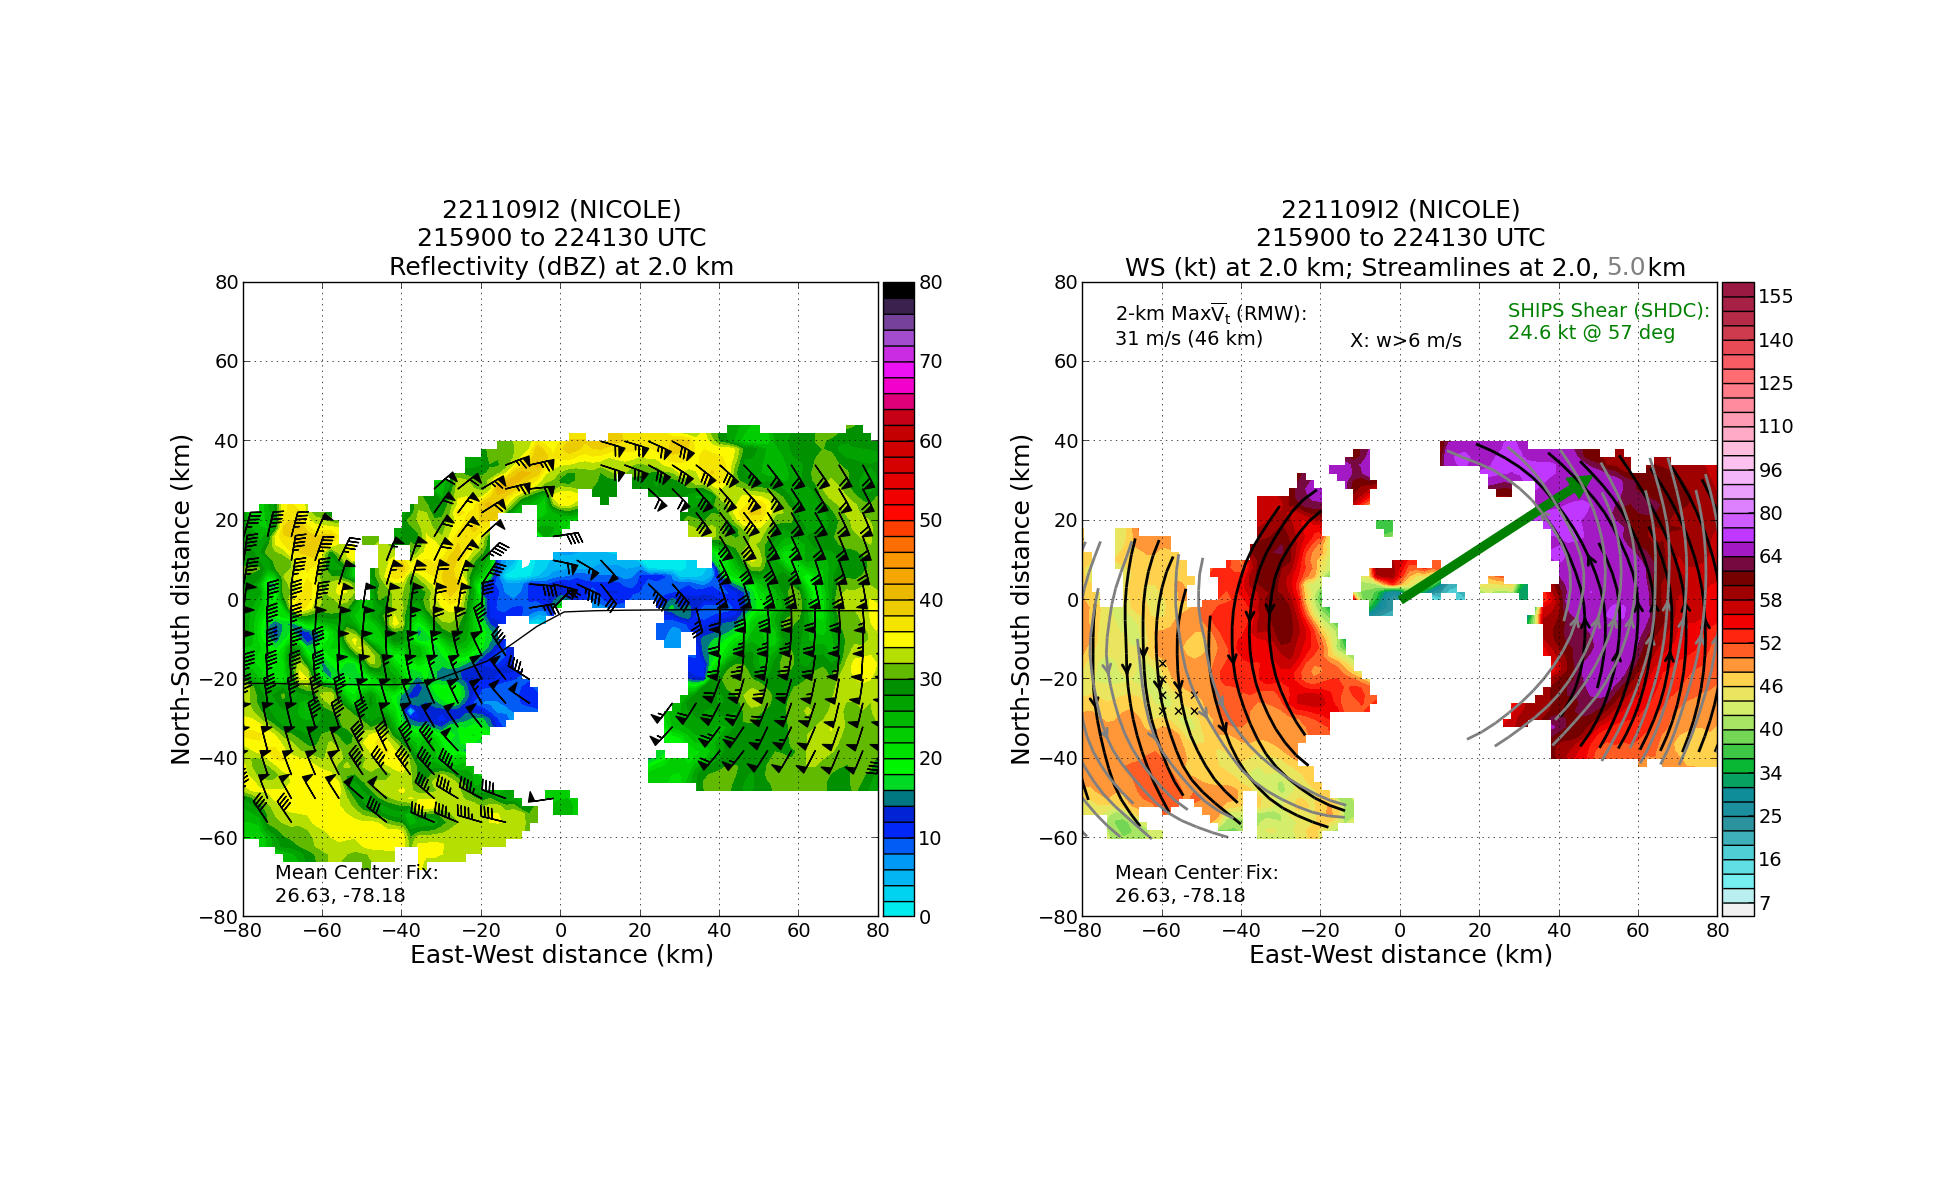 221109I2 (NICOLE)
215900 to 224130 UTC
Reflectivity (dBZ) at 2.0 km
80
60
40
20
0
−20
−40
−60
−80
North-South distance (km)
−80 −60 −40 −20 0 20 40 60 80
East-West distance (km)
Mean Center Fix:
26.63, -78.18
80
70
60
50
40
30
20
10
0
221109I2 (NICOLE)
215900 to 224130 UTC
WS (kt) at 2.0 km; Streamlines at 2.0, 5.0 km
2-km MaxV̅t (RMW):
31 m/s (46 km)
X: w>6 m/s
SHIPS Shear (SHDC):
24.6 kt @ 57 deg
80
60
40
20
0
−20
−40
−60
−80
North-South distance (km)
−80 −60 −40 −20 0 20 40 60 80
East-West distance (km)
Mean Center Fix:
26.63, -78.18
155
140
125
110
96
80
64
58
52
46
40
34
25
16
7